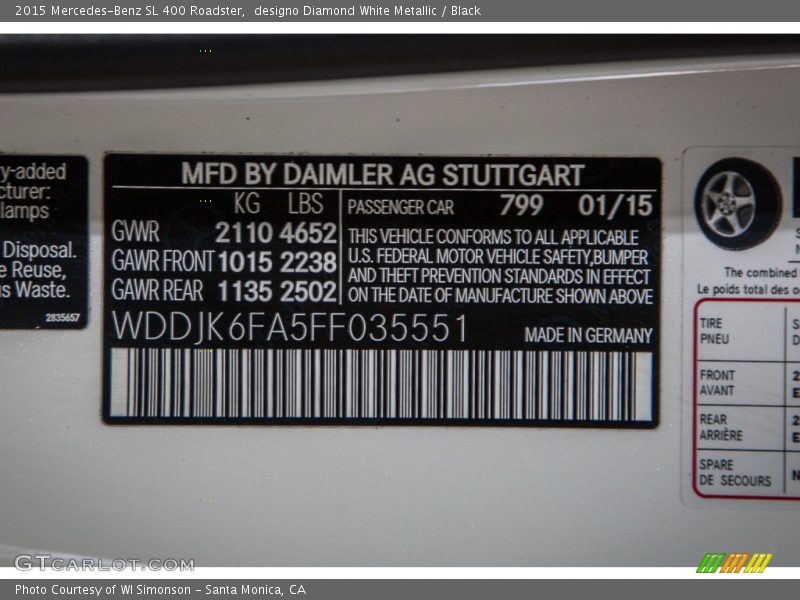 2015 Mercedes-Benz SL 400 Roadster,  designo Diamond White Metallic / Black
y-added
cturer:
lamps
Disposal.
e Reuse,
us Waste.
2835657
MFD BY DAIMLER AG STUTTGART
KG LBS
GWR 2110 4652
GAWR FRONT 1015 2238
GAWR REAR 1135 2502
PASSENGER CAR 799 01/15
THIS VEHICLE CONFORMS TO ALL APPLICABLE
U.S. FEDERAL MOTOR VEHICLE SAFETY,BUMPER
AND THEFT PREVENTION STANDARDS IN EFFECT
ON THE DATE OF MANUFACTURE SHOWN ABOVE
WDDJK6FA5FF035551
MADE IN GERMANY
The combined
Le poids total des o
TIRE
PNEU
FRONT
AVANT
REAR
ARRIÈRE
SPARE
DE SECOURS
GTCARLOT.COM
Photo Courtesy of WI Simonson - Santa Monica, CA